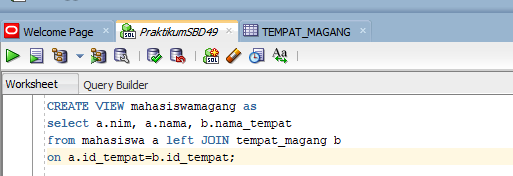 Welcome Page
PraktikumSBD49
TEMPAT_MAGANG
Worksheet
Query Builder
CREATE VIEW mahasiswamagang as
select a.nim, a.nama, b.nama_tempat
from mahasiswa a left JOIN tempat_magang b
on a.id_tempat=b.id_tempat;